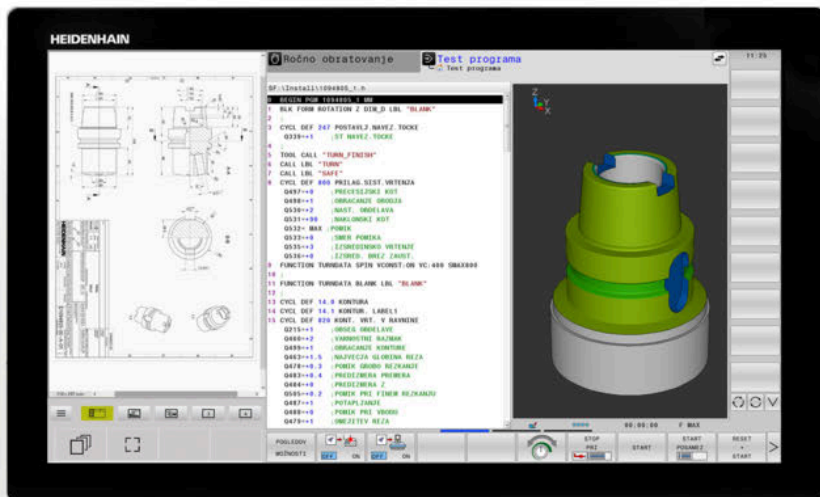 HEIDENHAIN
Ročno obratovanje
Test programa
Test programa
11:25
SF:\Install\1094805_1.h
0 BEGIN PGM 1094805_1 MM
1 BLK FORM ROTATION Z DIM_D LBL "BLANK"
2 ;
3 CYCL DEF 247 POSTAVLJ.NAVEZ.TOCKE
Q339=+1 ;ST NAVEZ.TOCKE
4 ;
5 TOOL CALL "TURN_FINISH"
6 CALL LBL "TURN"
7 CALL LBL "SAFE"
8 CYCL DEF 800 PRILAG.SIST.VRTENZA
Q497=+0 ;PRECESIJSKI KOT
Q498=+1 ;OBRACANJE ORODJA
Q530=+2 ;NAST. OBDELAVA
Q531=+90 ;NAKLONSKI KOT
Q532= MAX ;POMIK
Q533=+0 ;SMER POMIKA
Q535=+3 ;IZSREDINSKO VRTENJE
Q536=+0 ;IZSRED. BREZ ZAUST.
9 FUNCTION TURNDATA SPIN VCONST:ON VC:400 SMAX800
10 ;
11 FUNCTION TURNDATA BLANK LBL "BLANK"
12 ;
13 CYCL DEF 14.0 KONTURA
14 CYCL DEF 14.1 KONTUR. LABEL1
15 CYCL DEF 820 KONT. VRT. V RAVNINE
Q215=+1 ;OBSEG OBDELAVE
Q460=+2 ;VARNOSTNI RAZMAK
Q499=+1 ;OBRACANJE KONTURE
Q463=+1.5 ;NAJVECJA GLOBINA REZA
Q478=+0.3 ;POMIK GROBO REZKANJE
Q483=+0.4 ;PREDIZMERA PREMERA
Q484=+0 ;PREDIZMERA Z
Q505=+0.2 ;POMIK PRI FINEM REZKANJU
Q487=+1 ;POTAPLJANJE
Q488=+0 ;POMIK PRI VBODU
Q479=+1 ;OMEJITEV REZA
Z
Y
X
00:00:00 F MAX
POGLEDOV
MOŽNOSTI
OFF ON
OFF ON
STOP
PRI
START
START
POSAMEZ
RESET
+
START